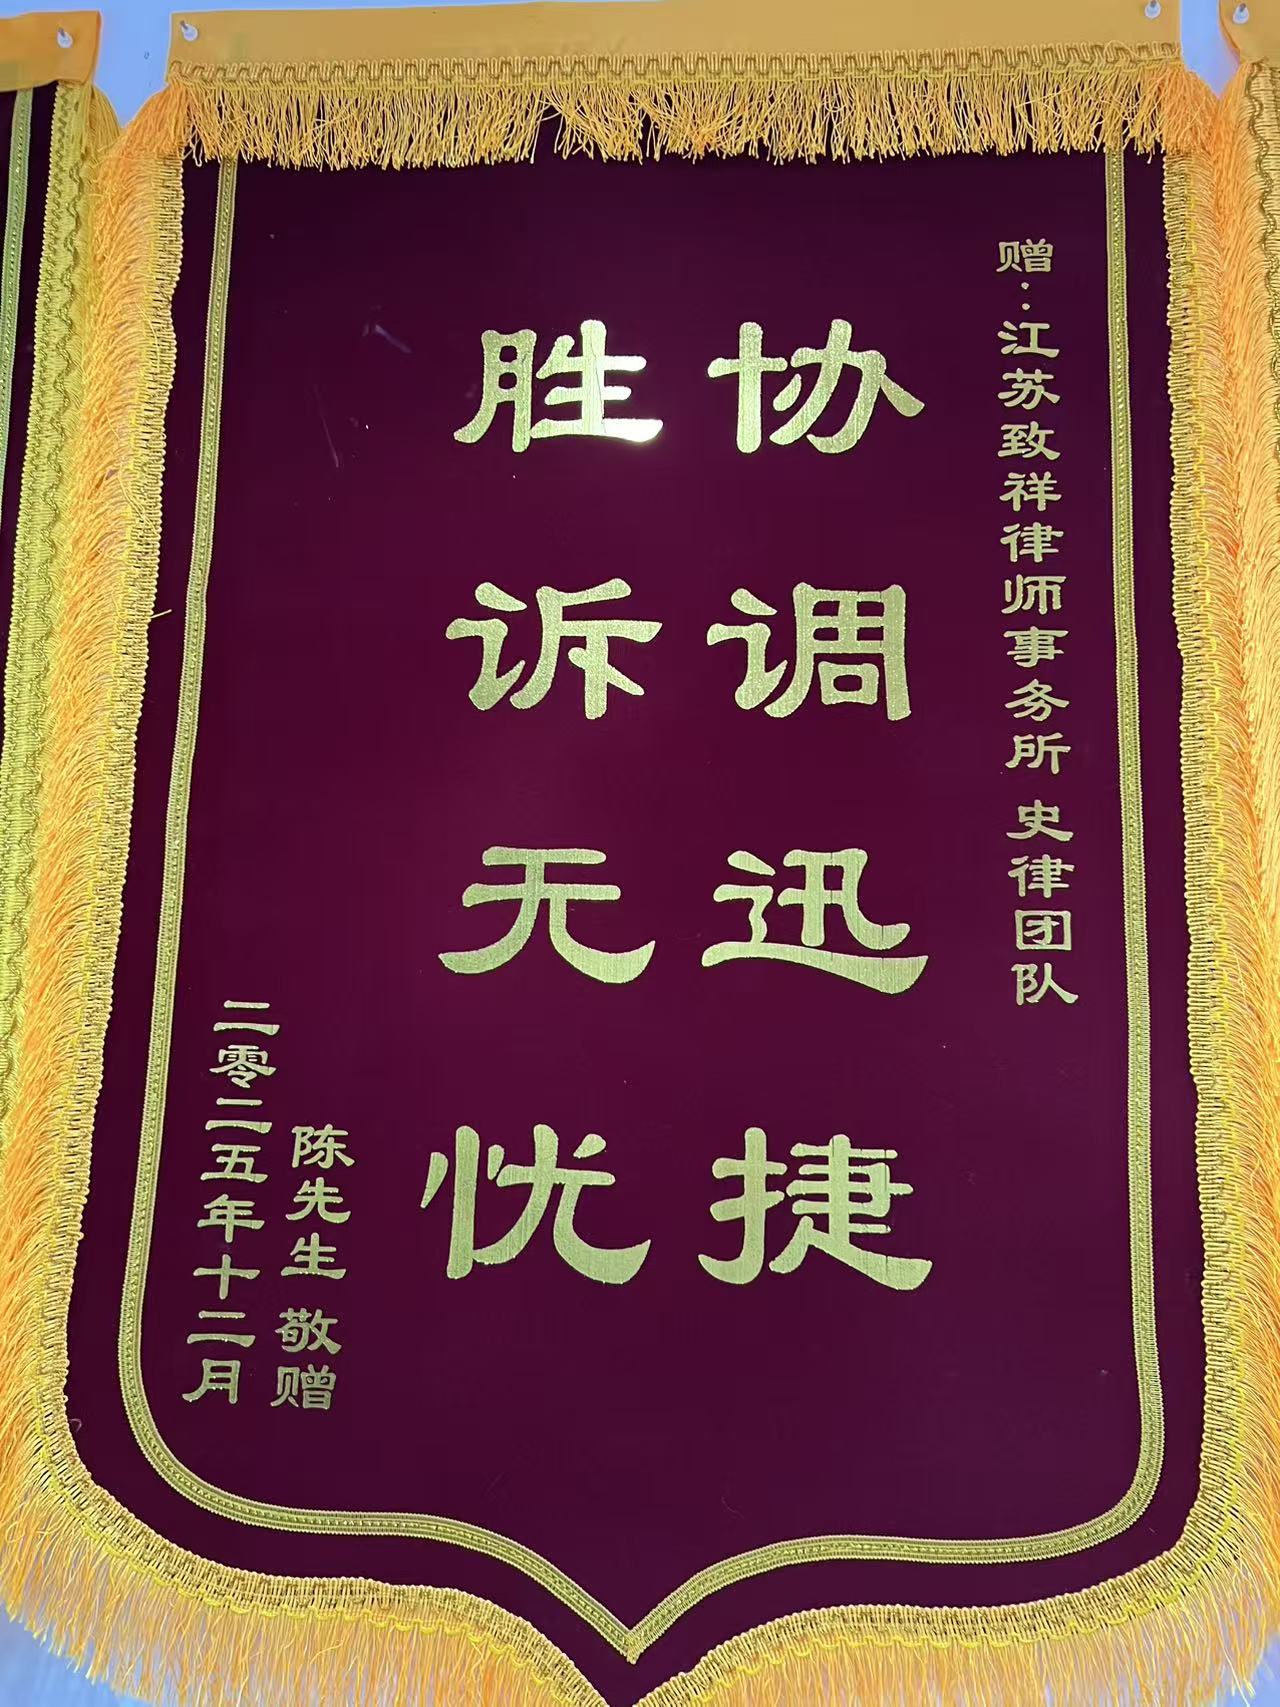 赠：江苏致祥律师事务所 史律团队
协调迅捷
胜诉无忧
陈先生 敬赠
二零二五年十二月